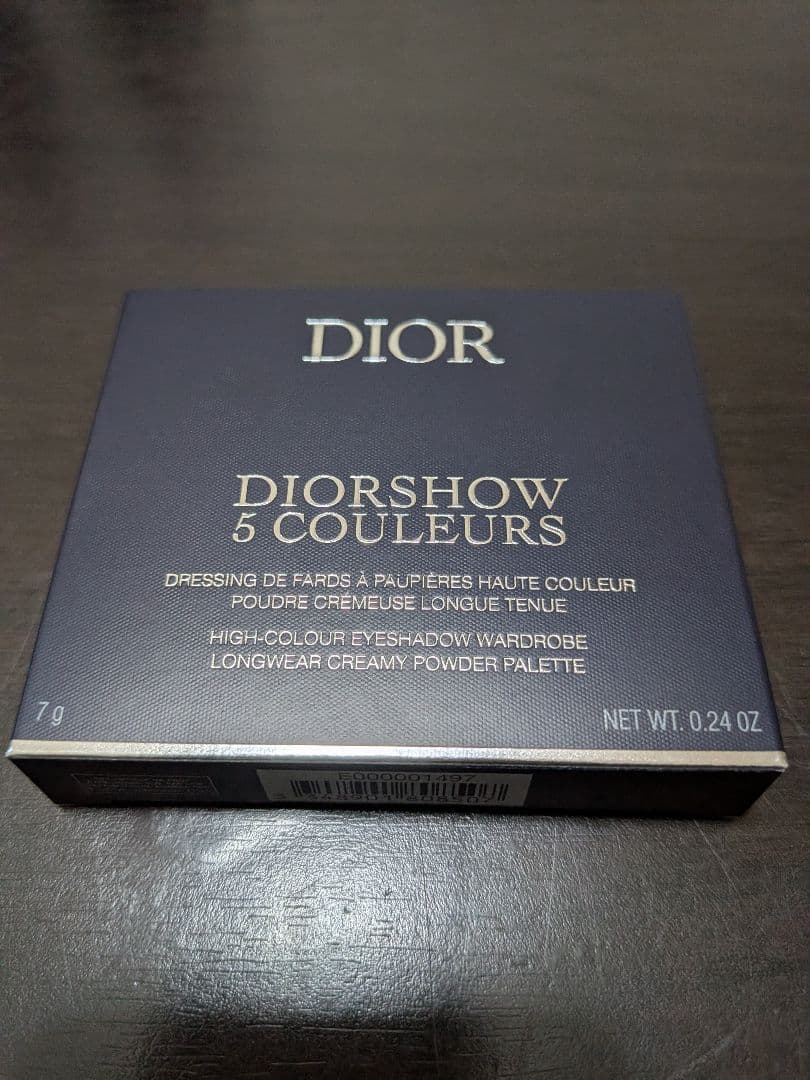 DIOR
DIORSHOW
5 COULEURS
DRESSING DE FARDS À PAUPIÈRES HAUTE COULEUR
POUDRE CRÉMEUSE LONGUE TENUE
HIGH-COLOUR EYESHADOW WARDROBE
LONGWEAR CREAMY POWDER PALETTE
7 g
NET WT. 0.24 OZ
E000001497